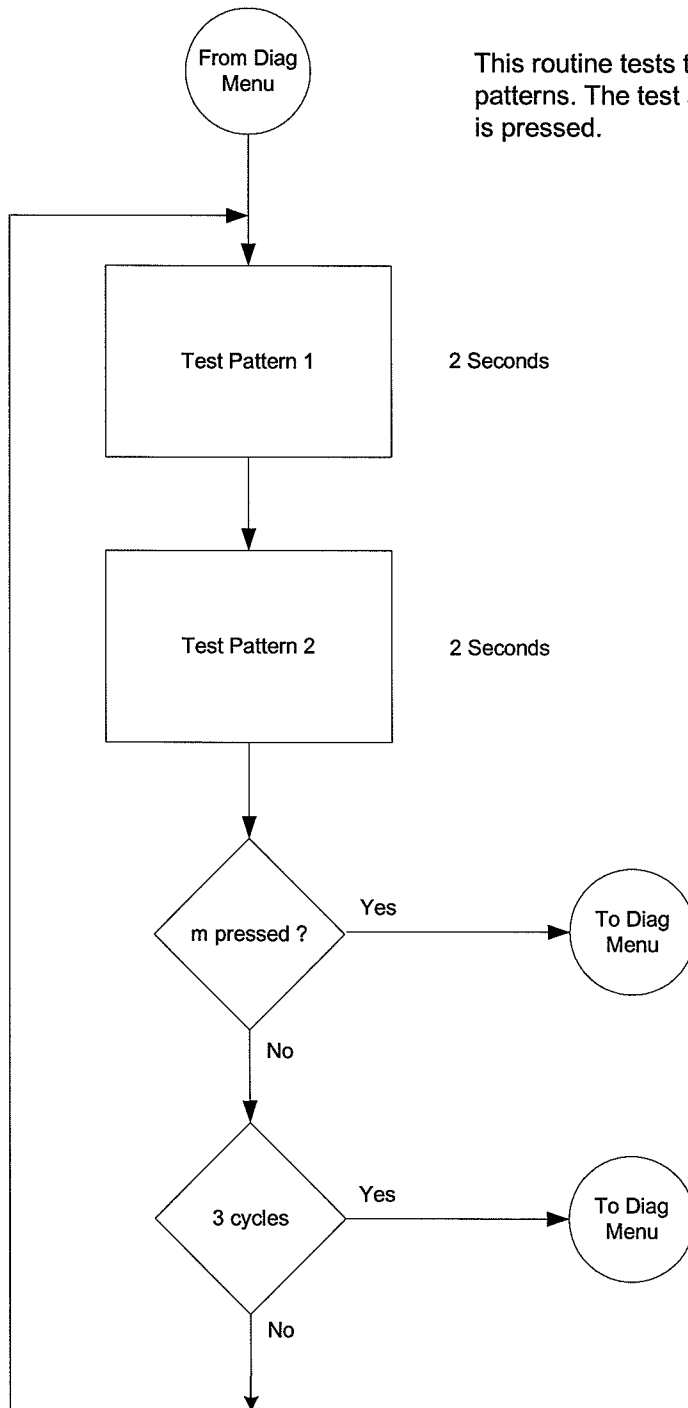 From Diag
Menu
This routine tests
patterns. The test
is pressed.
Test Pattern 1
2 Seconds
Test Pattern 2
2 Seconds
m pressed ?
Yes
To Diag
Menu
No
3 cycles
Yes
To Diag
Menu
No